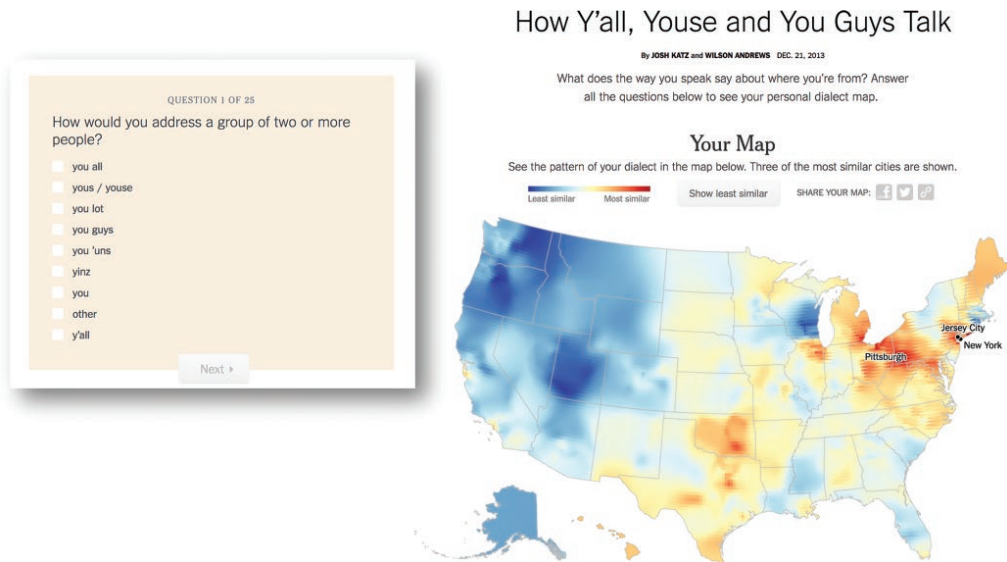 QUESTION 1 OF 25
How would you address a group of two or more
people?
you all
yous / youse
you lot
you guys
you 'uns
yinz
you
other
y'all
Next
How Y'all, Youse and You Guys Talk
By JOSH KATZ and WILSON ANDREWS DEC. 21, 2013
What does the way you speak say about where you're from? Answer
all the questions below to see your personal dialect map.
Your Map
See the pattern of your dialect in the map below. Three of the most similar cities are shown.
Least similar
Most similar
Show least similar
SHARE YOUR MAP:
Jersey City
New York
Pittsburgh